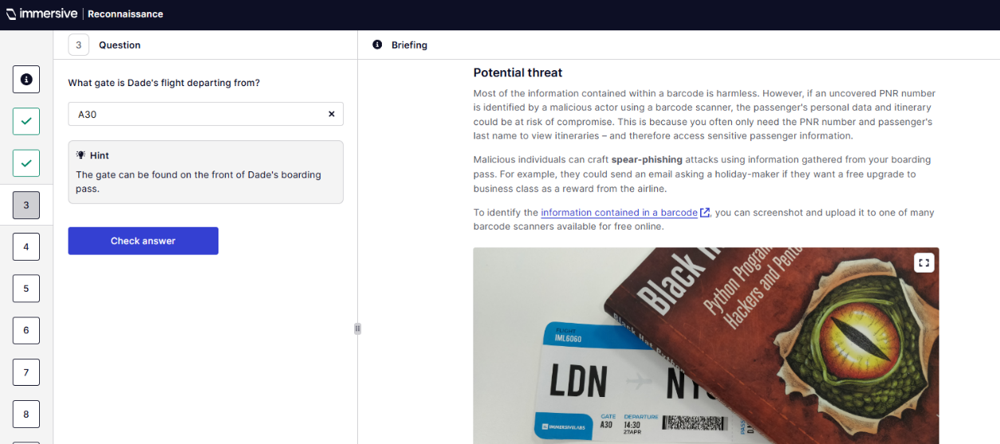 immersive | Reconnaissance
3 Question
What gate is Dade's flight departing from?
A30
Hint
The gate can be found on the front of Dade's boarding
pass.
Check answer
3
4
5
6
7
8
Briefing
Potential threat
Most of the information contained within a barcode is harmless. However, if an uncovered PNR number
is identified by a malicious actor using a barcode scanner, the passenger's personal data and itinerary
could be at risk of compromise. This is because you often only need the PNR number and passenger's
last name to view itineraries – and therefore access sensitive passenger information.
Malicious individuals can craft spear-phishing attacks using information gathered from your boarding
pass. For example, they could send an email asking a holiday-maker if they want a free upgrade to
business class as a reward from the airline.
To identify the information contained in a barcode, you can screenshot and upload it to one of many
barcode scanners available for free online.
Black
Python
Hackers and
Black Hat
FLIGHT
IML6060
LDN
GATE
A30
DEPARTURE
14:30
27APR
IMMERSIVELABS